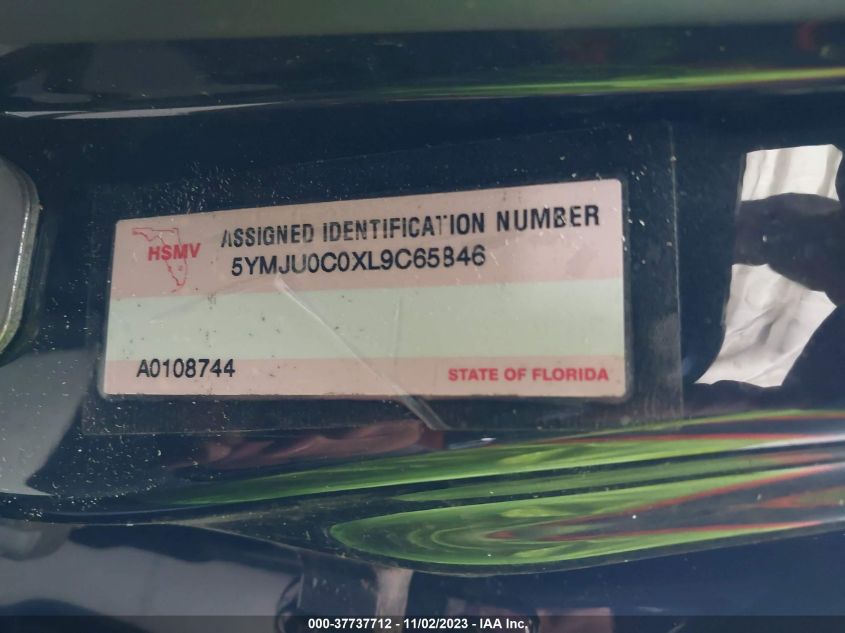 HSMV
ASSIGNED IDENTIFICATION NUMBER
5YMJU0C0XL9C65846
A0108744
STATE OF FLORIDA
000-37737712 - 11/02/2023 - IAA Inc.